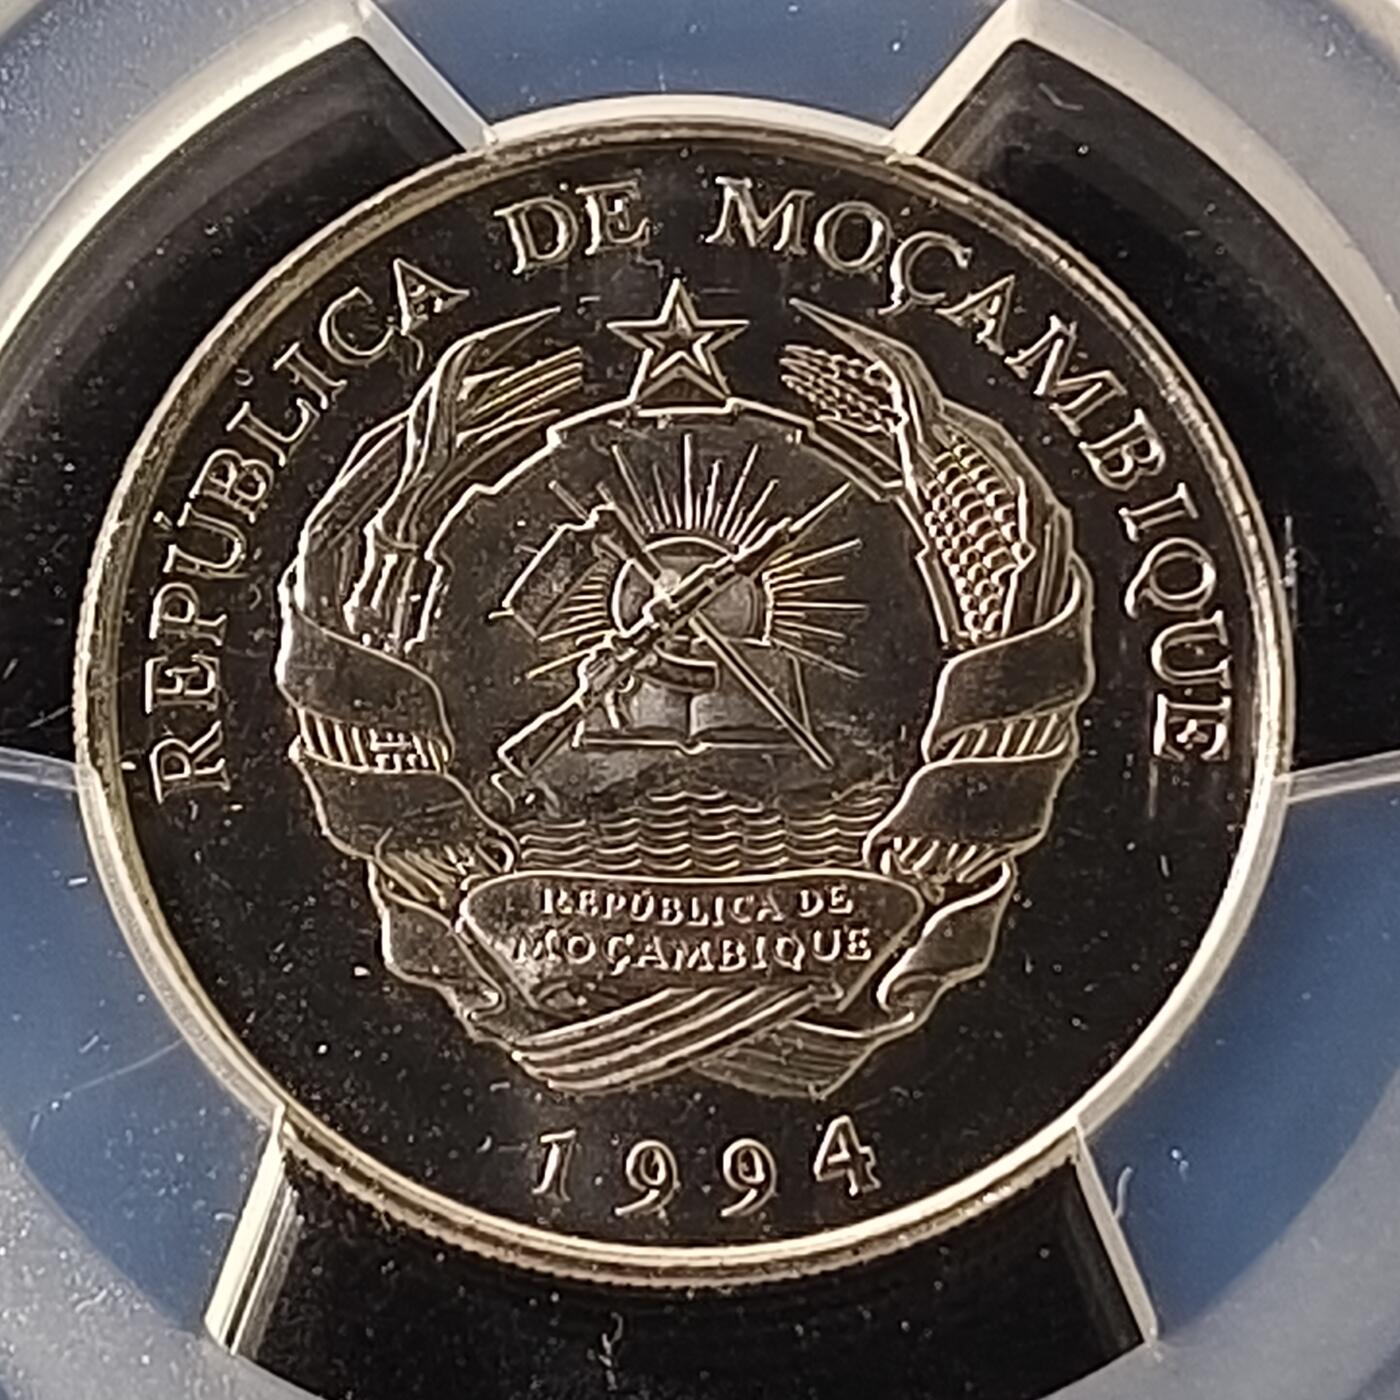 REPÚBLICA DE MOÇAMBIQUE
REPÚBLICA DE
MOÇAMBIQUE
1994